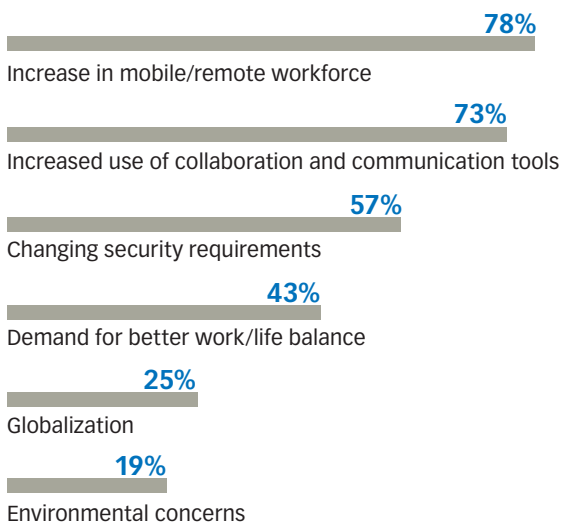 78%
Increase in mobile/remote workforce
73%
Increased use of collaboration and communication tools
57%
Changing security requirements
43%
Demand for better work/life balance
25%
Globalization
19%
Environmental concerns